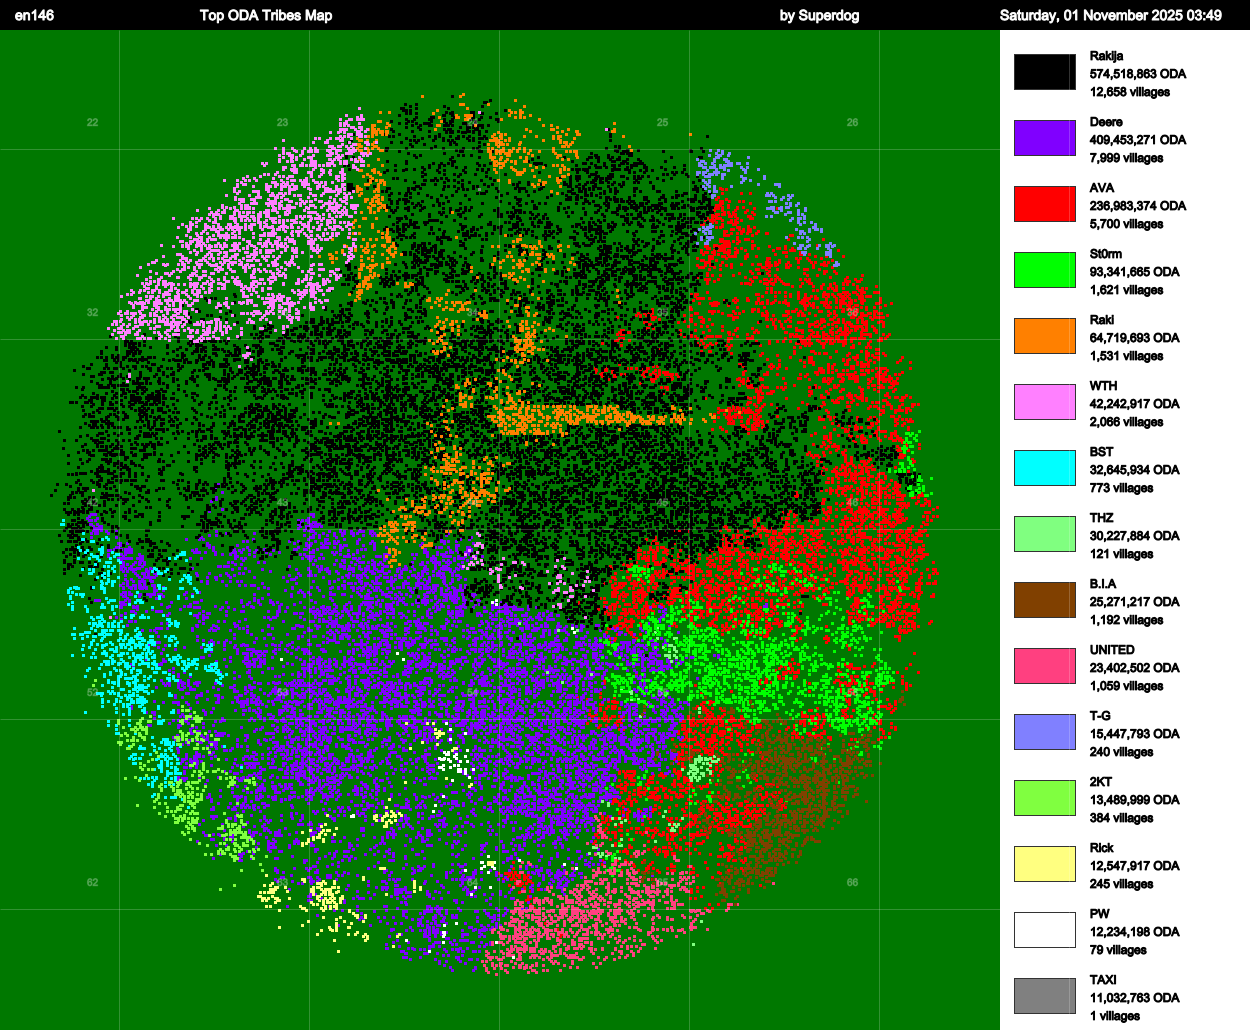 en146 Top ODA Tribes Map by Superdog Saturday, 01 November 2025 03:49
Rakija
574,518,863 ODA
12,658 villages
Deere
409,453,271 ODA
7,999 villages
AVA
236,983,374 ODA
5,700 villages
St0rm
93,341,665 ODA
1,621 villages
Raki
64,719,693 ODA
1,531 villages
WTH
42,242,917 ODA
2,066 villages
BST
32,645,934 ODA
773 villages
THZ
30,227,884 ODA
121 villages
B.I.A
25,271,217 ODA
1,192 villages
UNITED
23,402,502 ODA
1,059 villages
T-G
15,447,793 ODA
240 villages
2KT
13,489,999 ODA
384 villages
Rick
12,547,917 ODA
245 villages
PW
12,234,198 ODA
79 villages
TAXI
11,032,763 ODA
1 villages
22 23 25 26
32
43
52 53 54
62 66